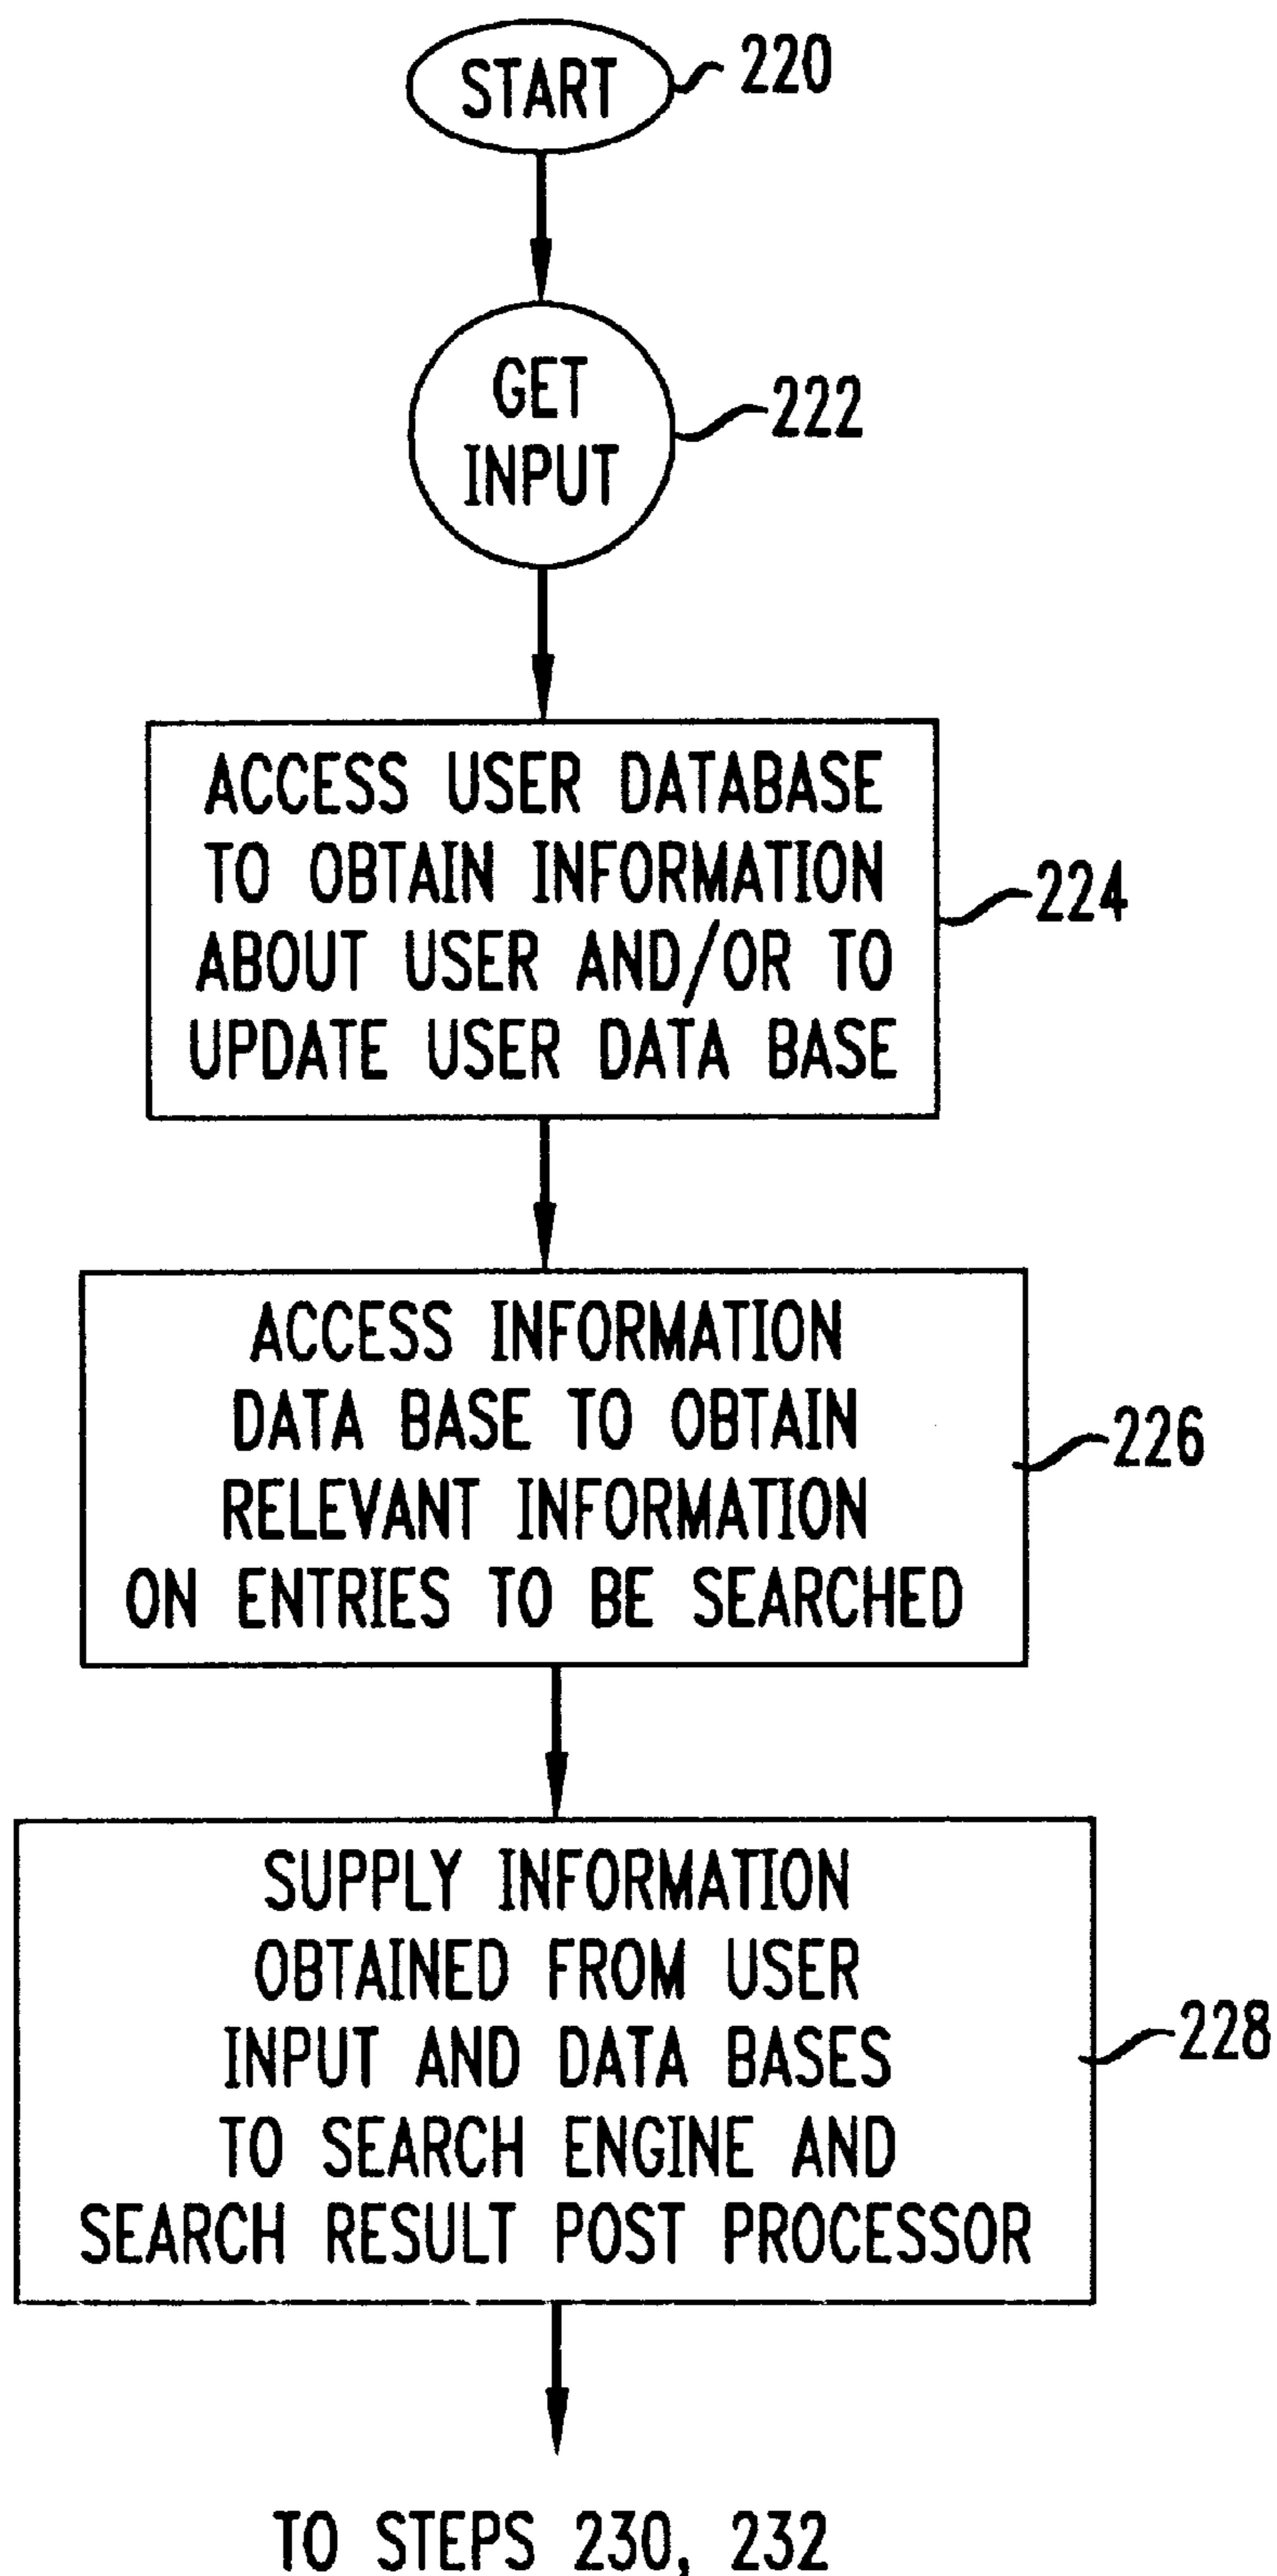 START
220
GET
INPUT
222
ACCESS USER DATABASE
TO OBTAIN INFORMATION
ABOUT USER AND/OR TO
UPDATE USER DATA BASE
224
ACCESS INFORMATION
DATA BASE TO OBTAIN
RELEVANT INFORMATION
ON ENTRIES TO BE SEARCHED
226
SUPPLY INFORMATION
OBTAINED FROM USER
INPUT AND DATA BASES
TO SEARCH ENGINE AND
SEARCH RESULT POST PROCESSOR
228
TO STEPS 230, 232